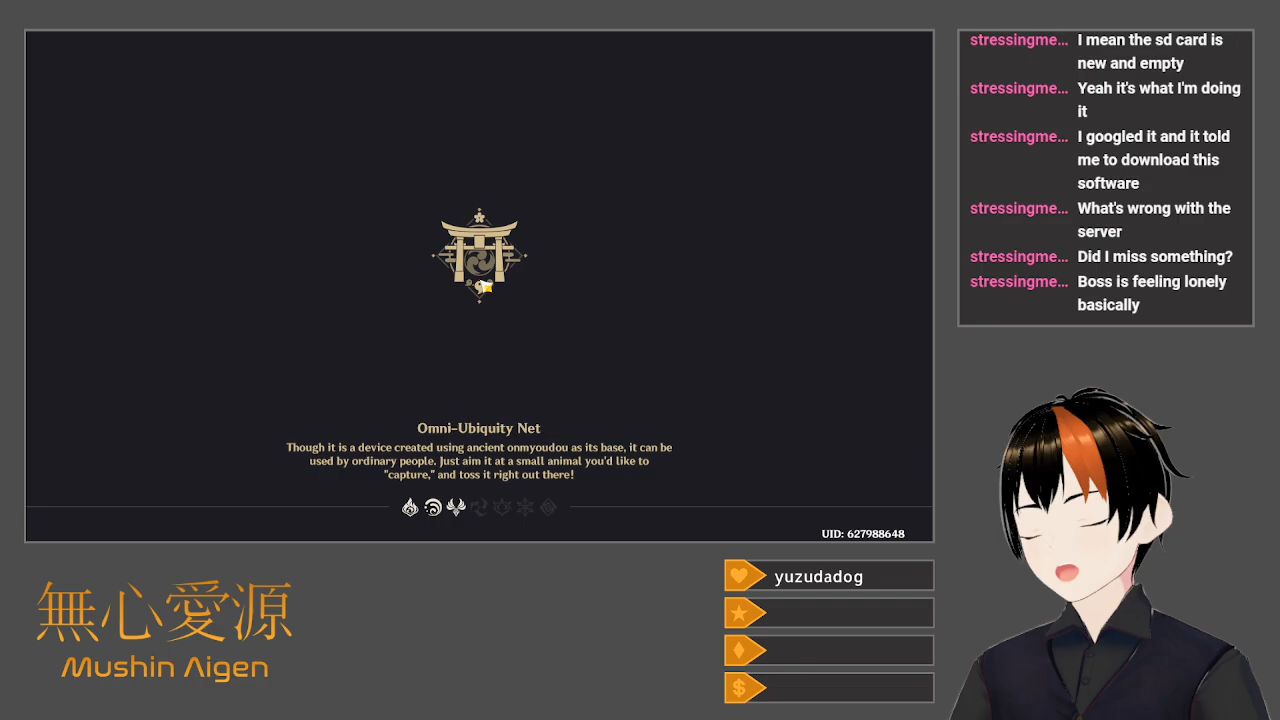 stressingme... I mean the sd card is
new and empty
stressingme... Yeah it's what I'm doing
it
stressingme... I googled it and it told
me to download this
software
stressingme... What's wrong with the
server
stressingme... Did I miss something?
stressingme... Boss is feeling lonely
basically
Omni-Ubiquity Net
Though it is a device created using ancient onmyoudou as its base, it can be
used by ordinary people. Just aim it at a small animal you'd like to
"capture," and toss it right out there!
UID: 627988648
無心愛源
Mushin Aigen
yuzudadog